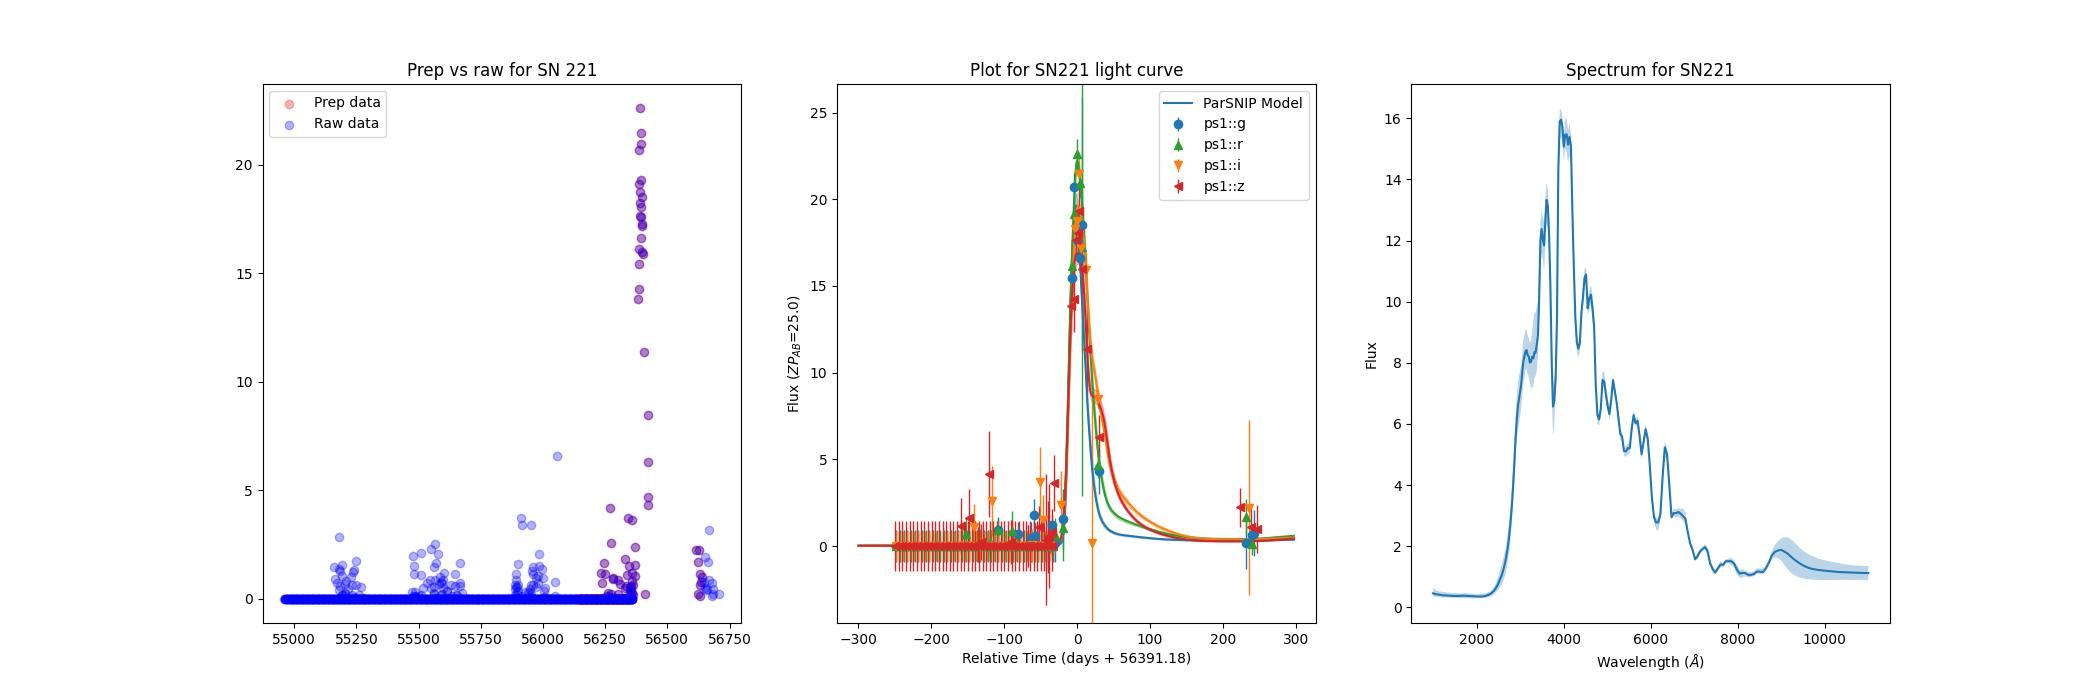 Prep vs raw for SN 221
Prep data
Raw data
20
15
10
5
0
55000 55250 55500 55750 56000 56250 56500 56750
Plot for SN221 light curve
ParSNIP Model
ps1::g
ps1::r
ps1::i
ps1::z
Flux (ZP_AB=25.0)
25
20
15
10
5
0
−300 −200 −100 0 100 200 300
Relative Time (days + 56391.18)
Spectrum for SN221
Flux
16
14
12
10
8
6
4
2
0
2000 4000 6000 8000 10000
Wavelength (Å)